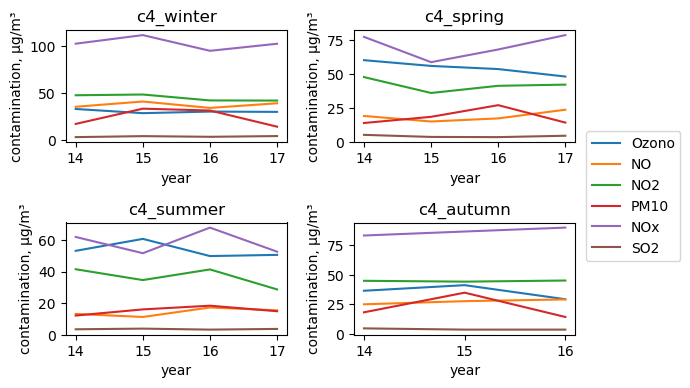 c4_winter
contamination, μg/m³
100
50
0
14 15 16 17
year
c4_spring
contamination, μg/m³
75
50
25
0
14 15 16 17
year
c4_summer
contamination, μg/m³
60
40
20
0
14 15 16 17
year
c4_autumn
contamination, μg/m³
75
50
25
0
14 15 16
year
Ozono
NO
NO2
PM10
NOx
SO2